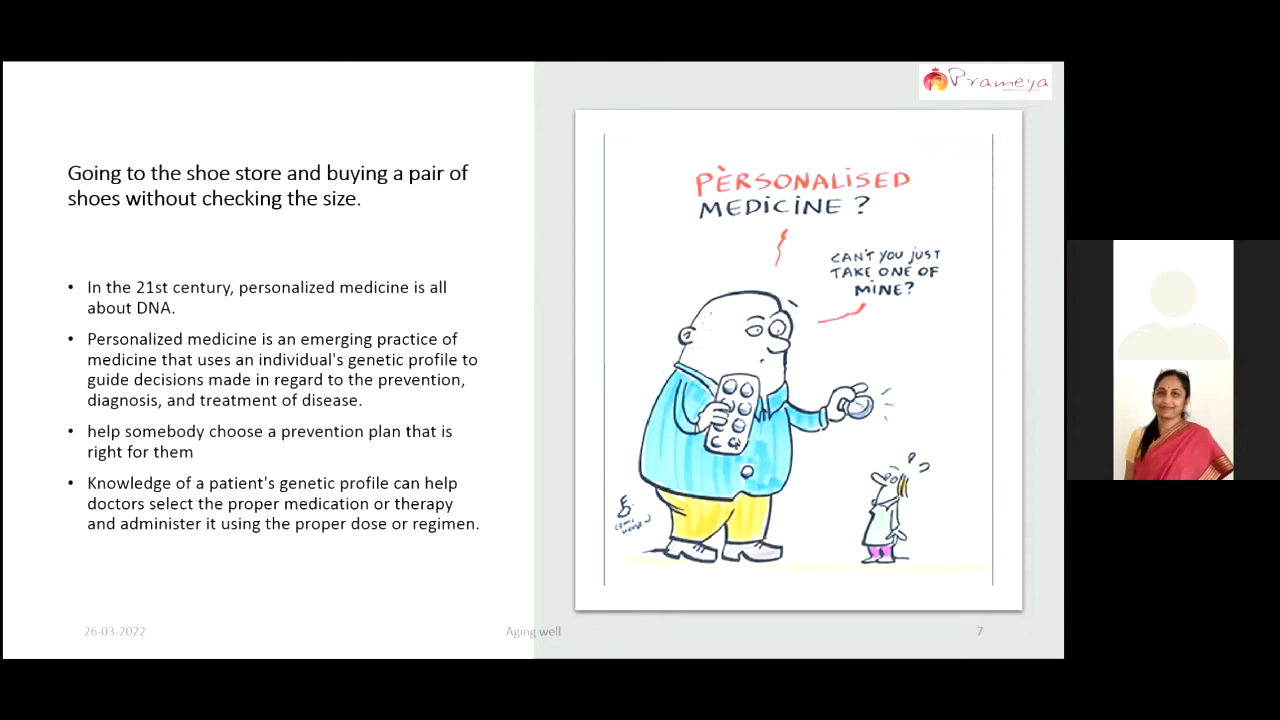 Prameya
Going to the shoe store and buying a pair of
shoes without checking the size.
• In the 21st century, personalized medicine is all
about DNA.
• Personalized medicine is an emerging practice of
medicine that uses an individual's genetic profile to
guide decisions made in regard to the prevention,
diagnosis, and treatment of disease.
• help somebody choose a prevention plan that is
right for them
• Knowledge of a patient's genetic profile can help
doctors select the proper medication or therapy
and administer it using the proper dose or regimen.
PERSONALISED
MEDICINE ?
CAN'T YOU JUST
TAKE ONE OF
MINE?
26-03-2022
Aging well
7